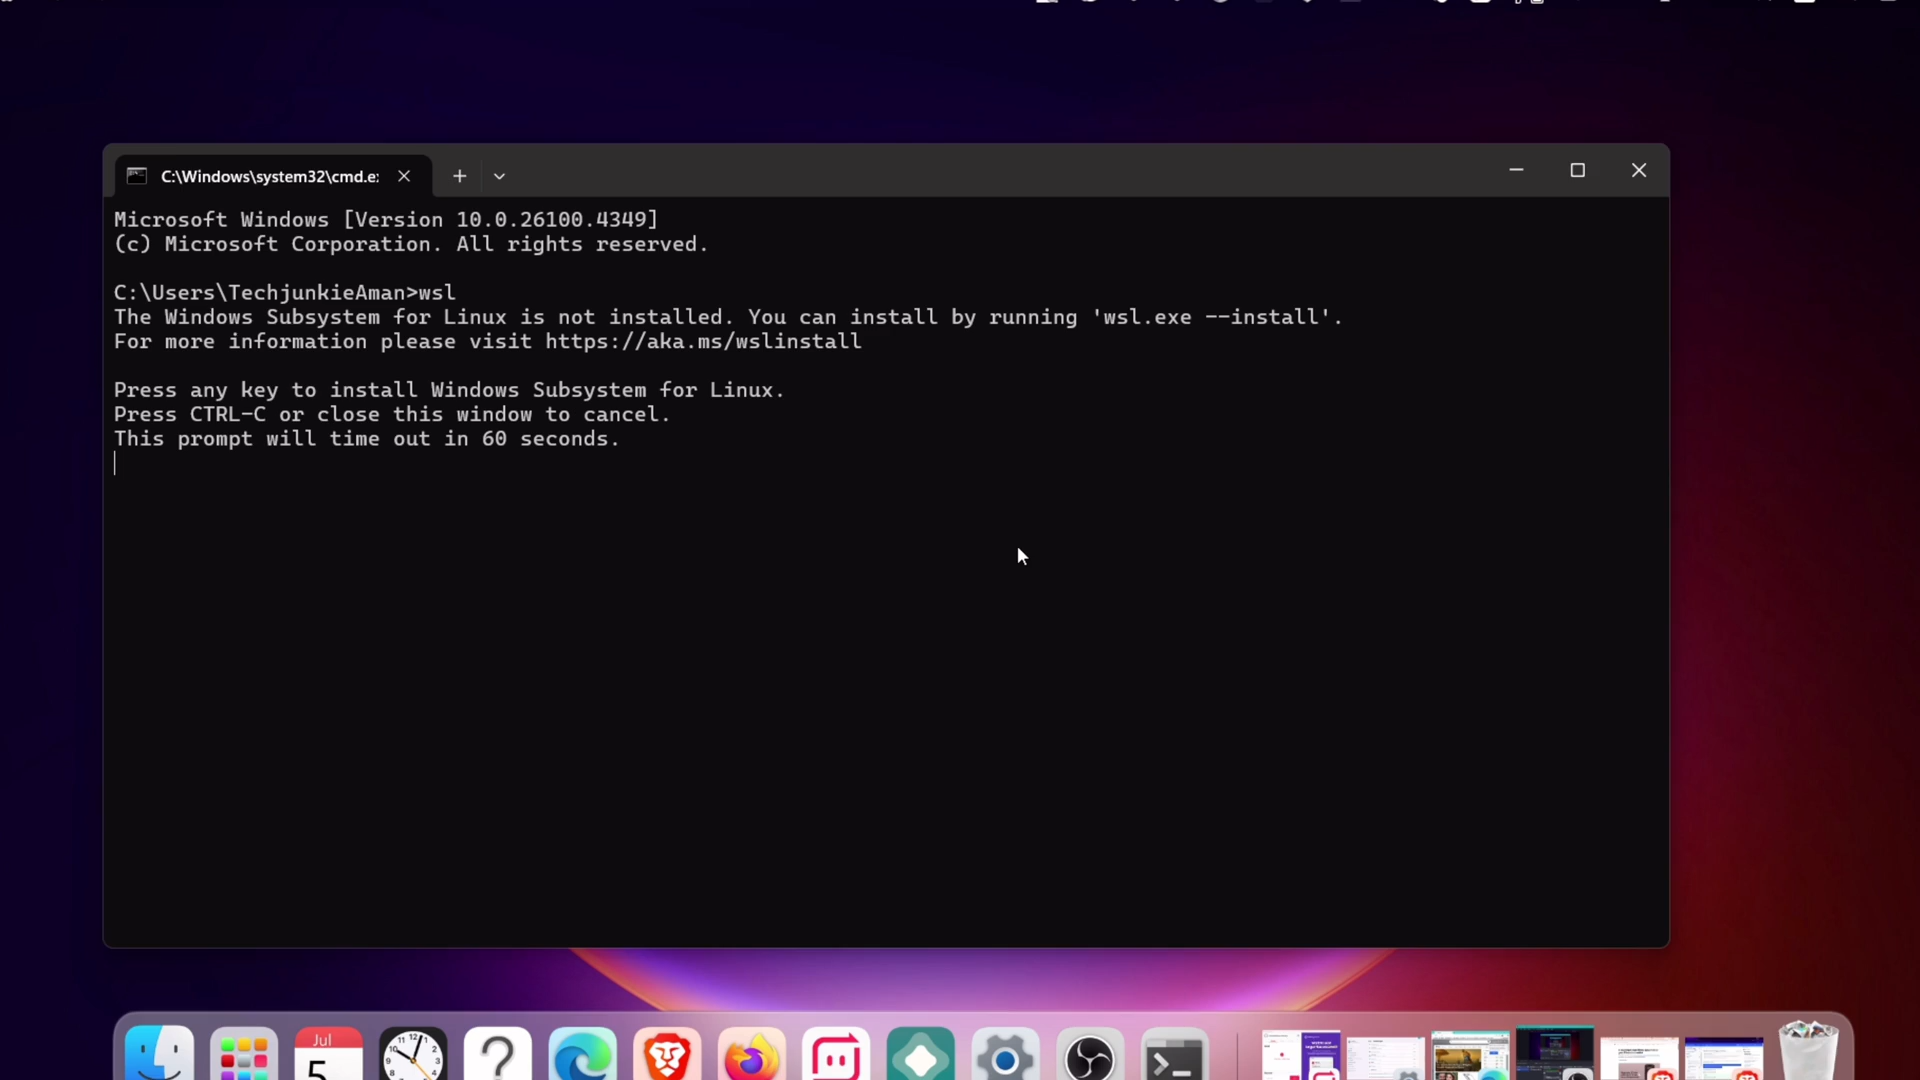 C:\Windows\system32\cmd.e:
Microsoft Windows [Version 10.0.26100.4349]
(c) Microsoft Corporation. All rights reserved.
C:\Users\TechjunkieAman>wsl
The Windows Subsystem for Linux is not installed. You can install by running 'wsl.exe --install'.
For more information please visit https://aka.ms/wslinstall
Press any key to install Windows Subsystem for Linux.
Press CTRL-C or close this window to cancel.
This prompt will time out in 60 seconds.
Jul
5